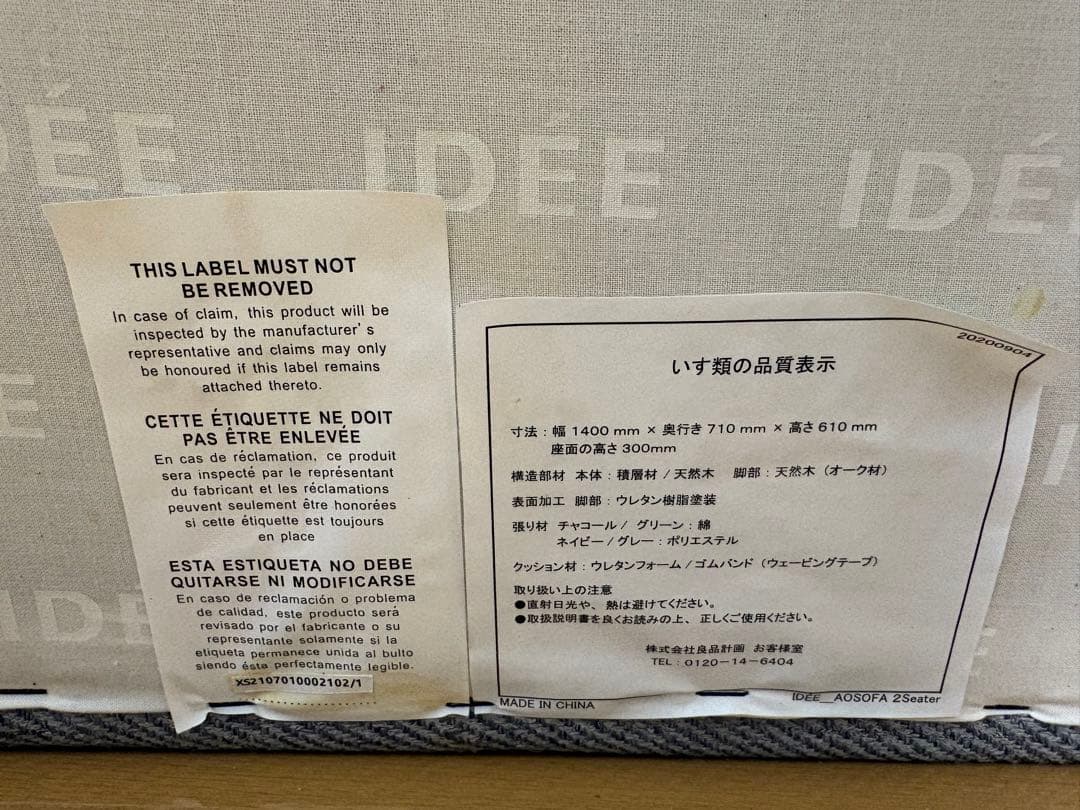 IDÉE
IDÉE
IDÉ
THIS LABEL MUST NOT
BE REMOVED
In case of claim, this product will be
inspected by the manufacturer's
representative and claims may only
be honoured if this label remains
attached thereto.
CETTE ÉTIQUETTE NE DOIT
PAS ÊTRE ENLEVÉE
En cas de réclamation, ce produit
sera inspecté par le représentant
du fabricant et les réclamations
peuvent seulement être honorées
si cette étiquette est toujours
en place
ESTA ESTIQUETA NO DEBE
QUITARSE NI MODIFICARSE
En caso de reclamación o problema
de calidad, este producto será
revisado por el fabricante o su
representante solamente si la
etiqueta permanece unida al bulto
siendo ésta perfectamente legible.
XS2107010002102/1
20200904
いす類の品質表示
寸法:幅 1400 mm × 奥行き 710 mm × 高さ 610 mm
座面の高さ 300mm
構造部材 本体:積層材 / 天然木 脚部:天然木(オーク材)
表面加工 脚部:ウレタン樹脂塗装
張り材 チャコール / グリーン:綿
ネイビー / グレー:ポリエステル
クッション材:ウレタンフォーム / ゴムバンド(ウェービングテープ)
取り扱い上の注意
●直射日光や、熱は避けてください。
●取扱説明書を良くお読みの上、正しくご使用ください。
株式会社良品計画 お客様室
TEL:0120-14-6404
MADE IN CHINA
IDÉE__AOSOFA 2Seater